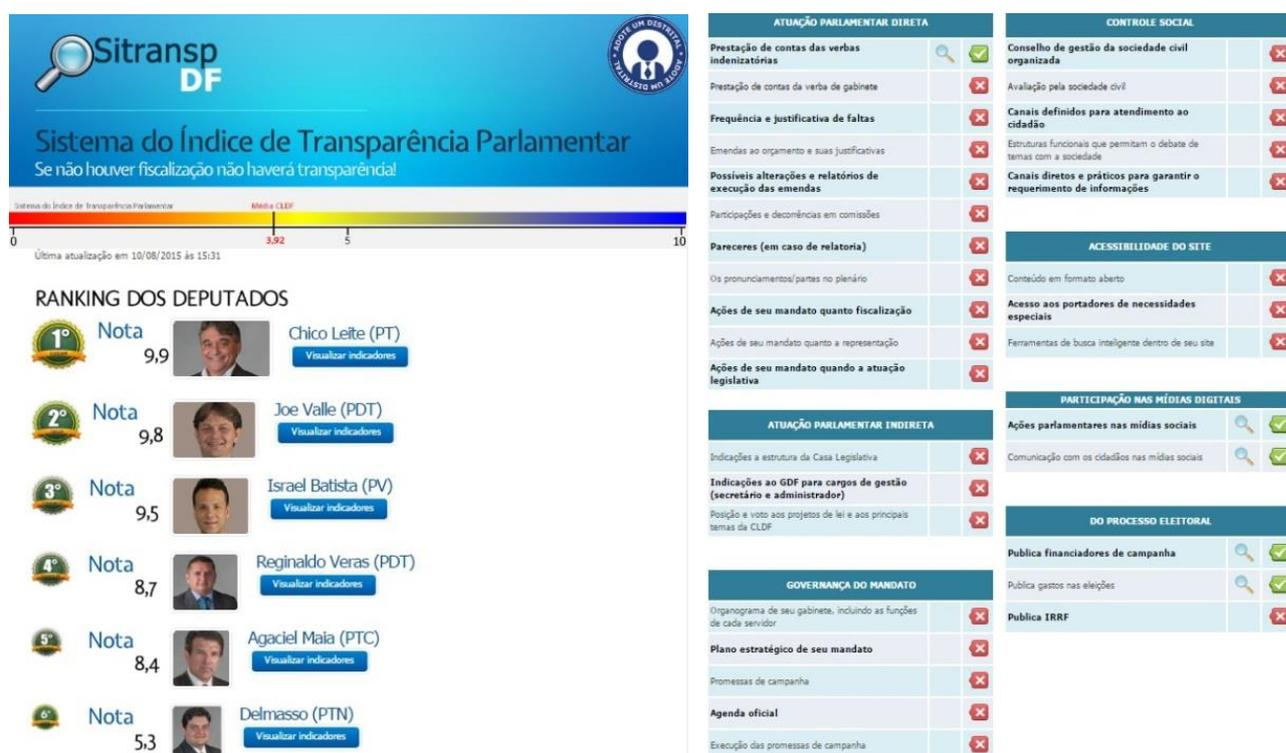 Sitransp
DF
ADOTE UM DISTRITAL • ADOTE UM DISTRITAL •
Sistema do Índice de Transparência Parlamentar
Se não houver fiscalização não haverá transparência!
Sistema do Índice de Transparência Parlamentar
Média CLDF
0
3,92
5
10
Última atualização em 10/08/2015 às 15:31
RANKING DOS DEPUTADOS
1º
LUGAR
Nota
9,9
Chico Leite (PT)
Visualizar indicadores
2º
Nota
9,8
Joe Valle (PDT)
Visualizar indicadores
3º
Nota
9,5
Israel Batista (PV)
Visualizar indicadores
4º
Nota
8,7
Reginaldo Veras (PDT)
Visualizar indicadores
5º
Nota
8,4
Agaciel Maia (PTC)
Visualizar indicadores
6º
Nota
5,3
Delmasso (PTN)
Visualizar indicadores
ATUAÇÃO PARLAMENTAR DIRETA
Prestação de contas das verbas
indenizatórias
Prestação de contas da verba de gabinete
Frequência e justificativa de faltas
Emendas ao orçamento e suas justificativas
Possíveis alterações e relatórios de
execução das emendas
Participações e decorrências em comissões
Pareceres (em caso de relatoria)
Os pronunciamentos/partes no plenário
Ações de seu mandato quanto fiscalização
Ações de seu mandato quanto a representação
Ações de seu mandato quando a atuação
legislativa
ATUAÇÃO PARLAMENTAR INDIRETA
Indicações a estrutura da Casa Legislativa
Indicações ao GDF para cargos de gestão
(secretário e administrador)
Posição e voto aos projetos de lei e aos principais
temas da CLDF
GOVERNANÇA DO MANDATO
Organograma de seu gabinete, incluindo as funções
de cada servidor
Plano estratégico de seu mandato
Promessas de campanha
Agenda oficial
Execução das promessas de campanha
CONTROLE SOCIAL
Conselho de gestão da sociedade civil
organizada
Avaliação pela sociedade civil
Canais definidos para atendimento ao
cidadão
Estruturas funcionais que permitam o debate de
temas com a sociedade
Canais diretos e práticos para garantir o
requerimento de informações
ACESSIBILIDADE DO SITE
Conteúdo em formato aberto
Acesso aos portadores de necessidades
especiais
Ferramentas de busca inteligente dentro de seu site
PARTICIPAÇÃO NAS MÍDIAS DIGITAIS
Ações parlamentares nas mídias sociais
Comunicação com os cidadãos nas mídias sociais
DO PROCESSO ELEITORAL
Publica financiadores de campanha
Publica gastos nas eleições
Publica IRRF